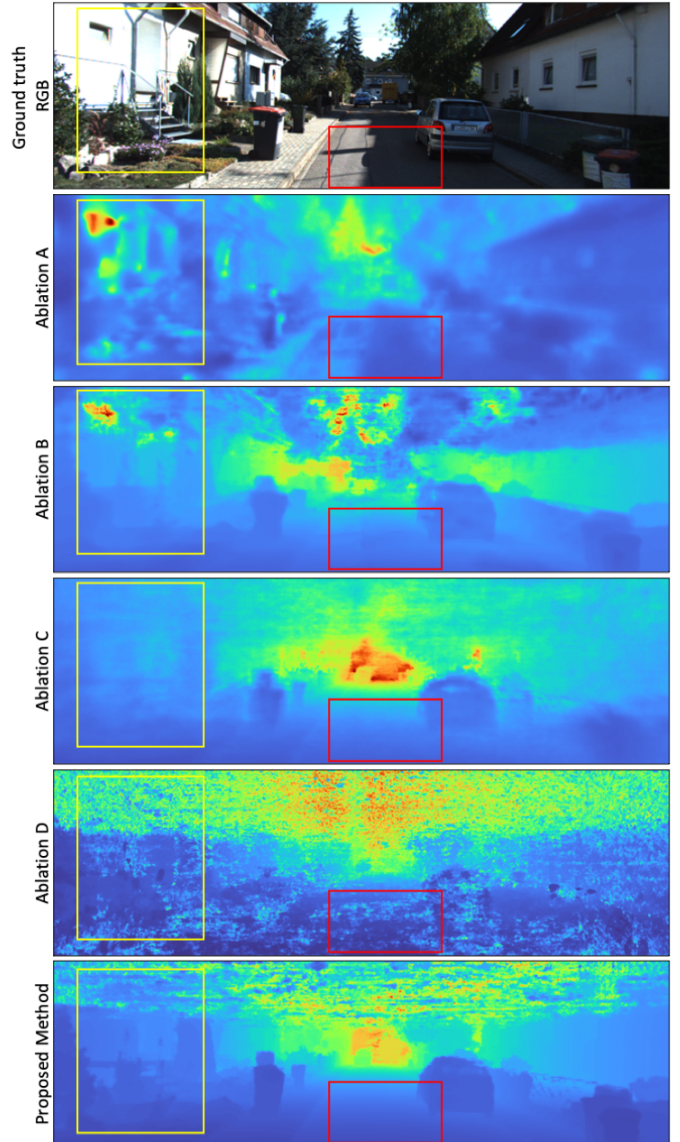 Ground truth
RGB
Ablation A
Ablation B
Ablation C
Ablation D
Proposed Method